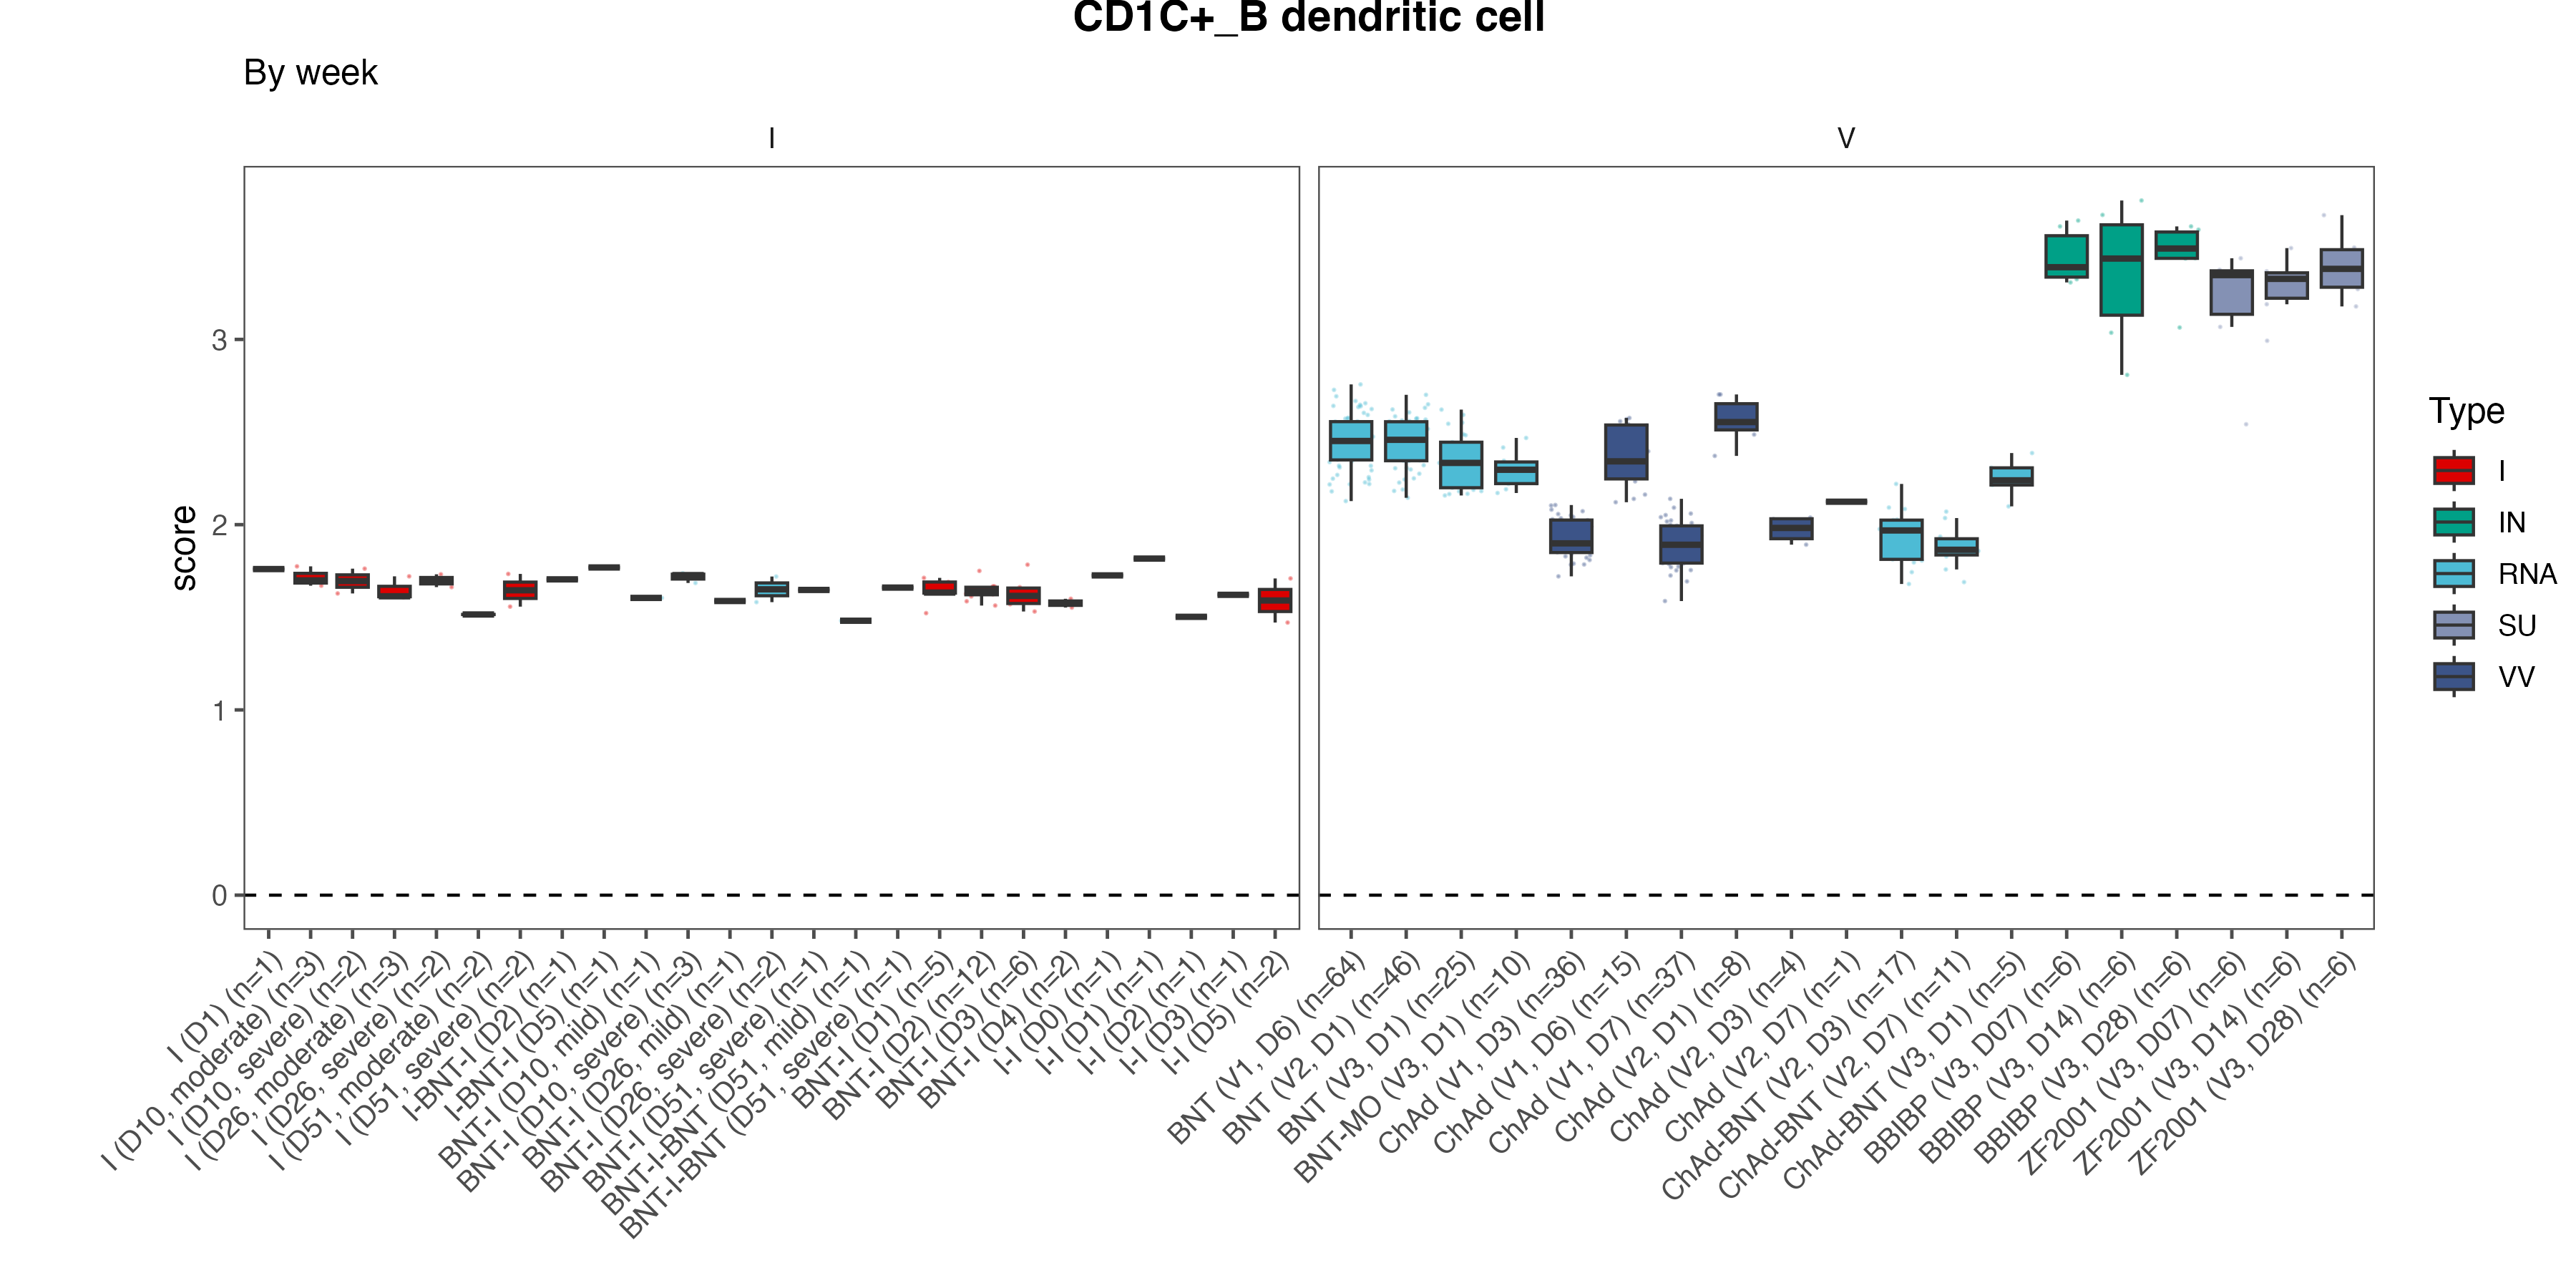 CD1C+_B dendritic cell
By week
I
V
score
3
2
1
0
I (D1) (n=1)
I (D10, moderate) (n=3)
I (D10, severe) (n=2)
I (D26, moderate) (n=3)
I (D26, severe) (n=2)
I (D51, moderate) (n=2)
I (D51, severe) (n=2)
I-BNT-I (D2) (n=1)
I-BNT-I (D5) (n=1)
BNT-I (D10, mild) (n=1)
BNT-I (D10, severe) (n=3)
BNT-I (D26, mild) (n=1)
BNT-I (D26, severe) (n=2)
BNT-I (D51, severe) (n=1)
BNT-I-BNT (D51, mild) (n=1)
BNT-I-BNT (D51, severe) (n=1)
BNT-I (D1) (n=5)
BNT-I (D2) (n=12)
BNT-I (D3) (n=6)
BNT-I (D4) (n=2)
I-I (D0) (n=1)
I-I (D1) (n=1)
I-I (D2) (n=1)
I-I (D3) (n=1)
I-I (D5) (n=2)
BNT (V1, D6) (n=64)
BNT (V2, D1) (n=46)
BNT (V3, D1) (n=25)
BNT-MO (V3, D1) (n=10)
ChAd (V1, D3) (n=36)
ChAd (V1, D6) (n=15)
ChAd (V1, D7) (n=37)
ChAd (V2, D1) (n=8)
ChAd (V2, D3) (n=4)
ChAd (V2, D7) (n=1)
ChAd-BNT (V2, D3) (n=17)
ChAd-BNT (V2, D7) (n=11)
ChAd-BNT (V3, D1) (n=5)
BBIBP (V3, D07) (n=6)
BBIBP (V3, D14) (n=6)
BBIBP (V3, D28) (n=6)
ZF2001 (V3, D07) (n=6)
ZF2001 (V3, D14) (n=6)
ZF2001 (V3, D28) (n=6)
Type
I
IN
RNA
SU
VV